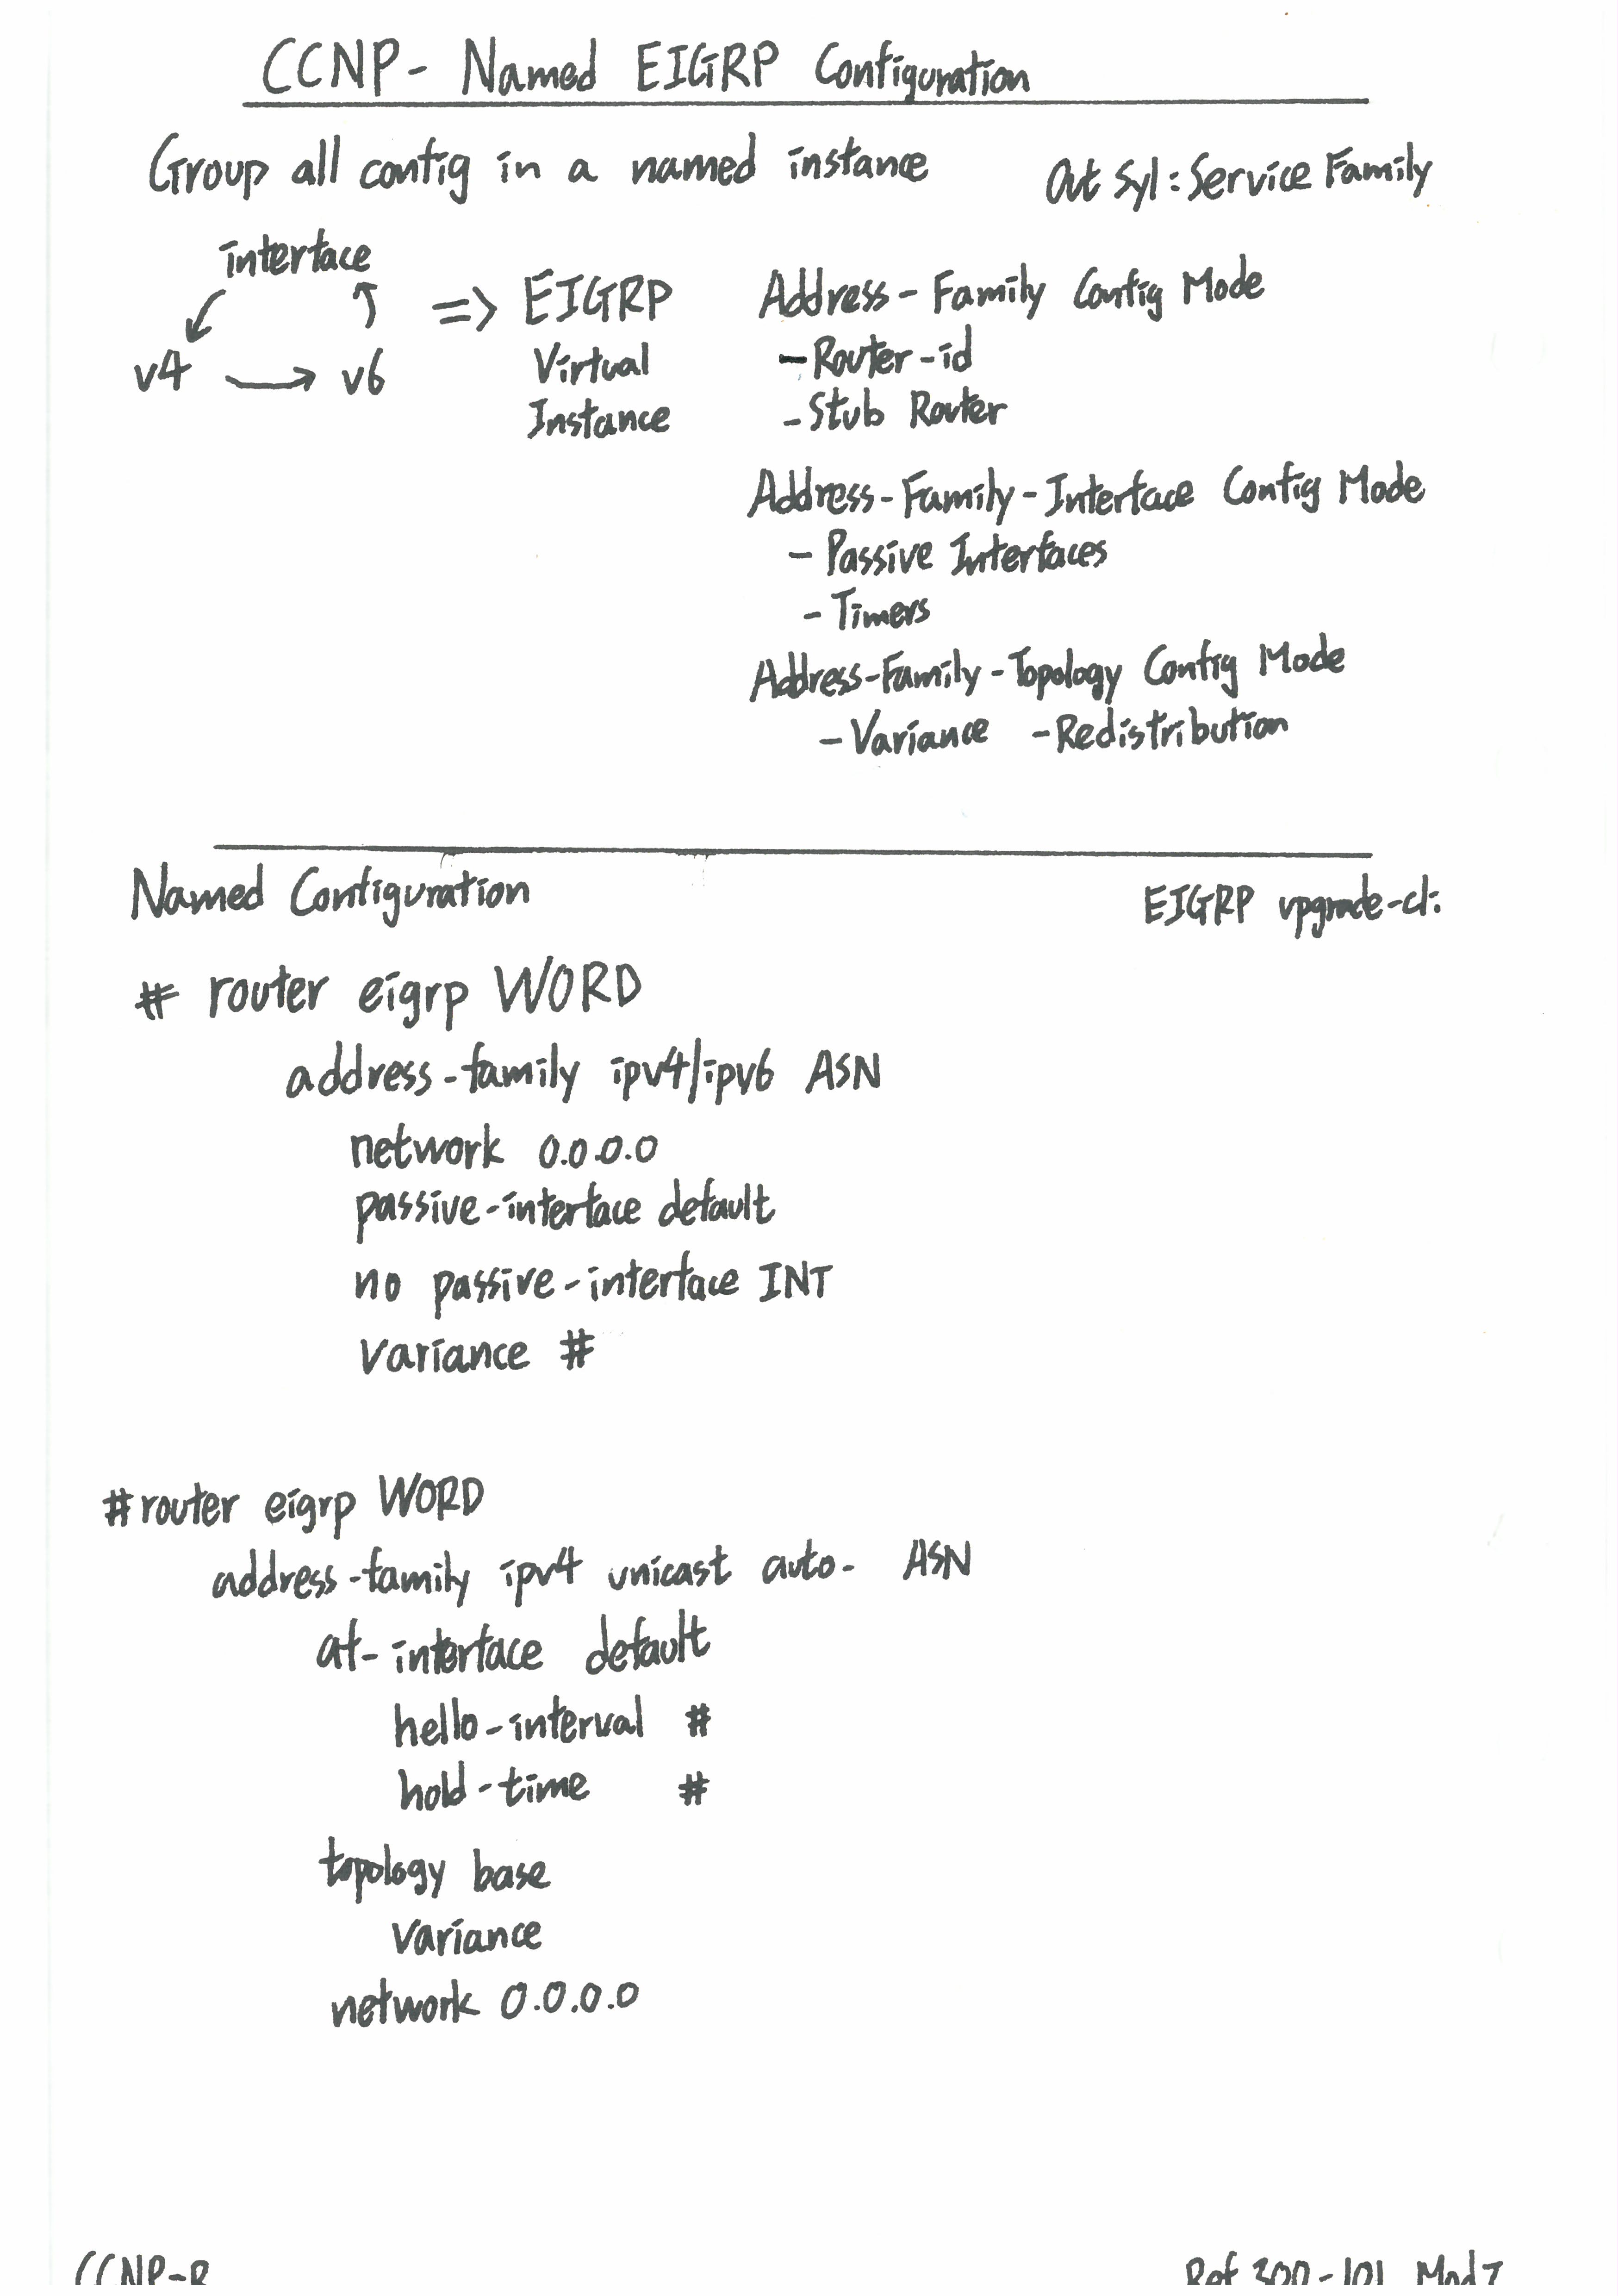 CCNP - Named EIGRP Configuration
Group all config in a named instance
Out Syl: Service Family
interface
v4 → v6
=> EIGRP
Virtual
Instance
Address-Family Config Mode
- Router-id
- Stub Router
Address-Family-Interface Config Mode
- Passive Interfaces
- Timers
Address-Family-Topology Config Mode
- Variance - Redistribution
Named Configuration
EIGRP upgrade-cli
# router eigrp WORD
address-family ipv4/ipv6 ASN
network 0.0.0.0
passive-interface default
no passive-interface INT
variance #
#router eigrp WORD
address-family ipv4 unicast auto- ASN
af-interface default
hello-interval #
hold-time #
topology base
variance
network 0.0.0.0
CCNP-R
Ref 300-101 Mod 7